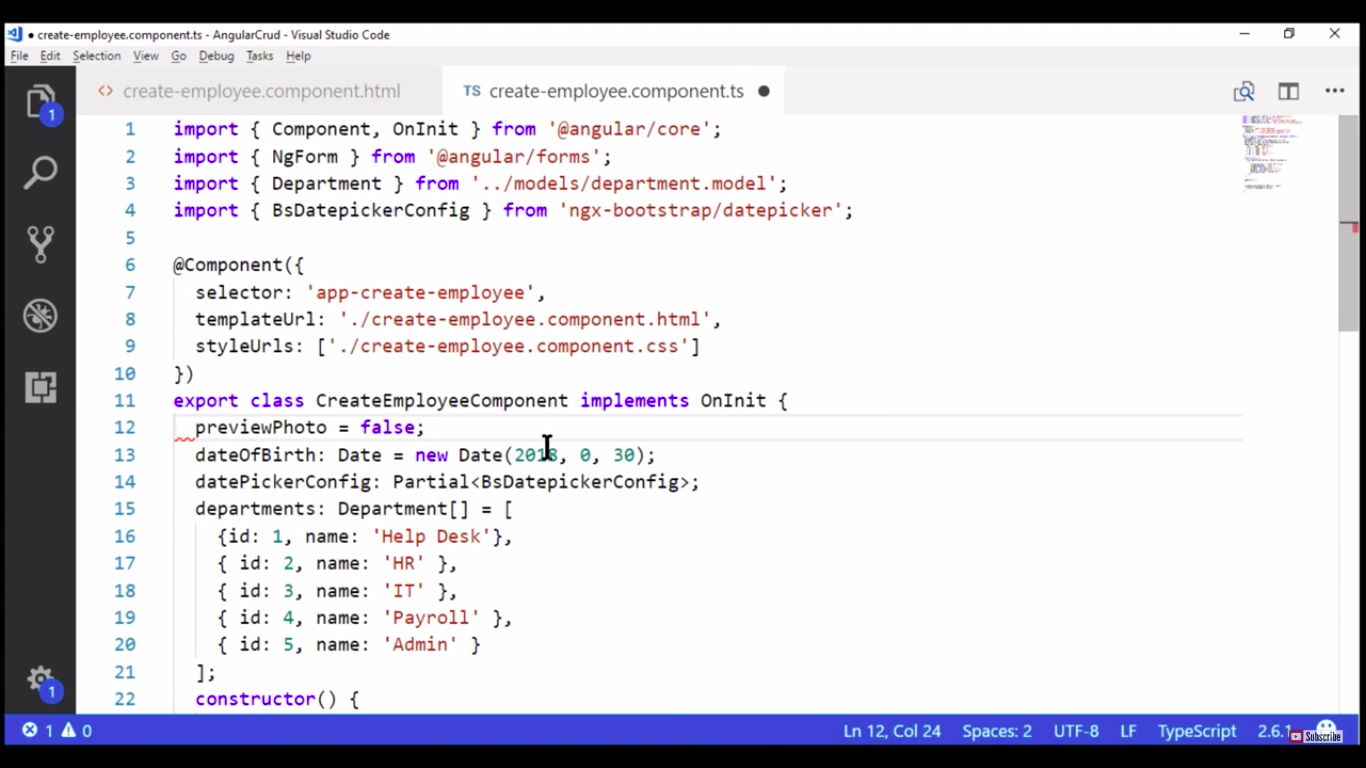 ● create-employee.component.ts - AngularCrud - Visual Studio Code
File Edit Selection View Go Debug Tasks Help
create-employee.component.html TS create-employee.component.ts ●
1 import { Component, OnInit } from '@angular/core';
2 import { NgForm } from '@angular/forms';
3 import { Department } from '../models/department.model';
4 import { BsDatepickerConfig } from 'ngx-bootstrap/datepicker';
5
6 @Component({
7   selector: 'app-create-employee',
8   templateUrl: './create-employee.component.html',
9   styleUrls: ['./create-employee.component.css']
10 })
11 export class CreateEmployeeComponent implements OnInit {
12   previewPhoto = false;
13   dateOfBirth: Date = new Date(2018, 0, 30);
14   datePickerConfig: Partial<BsDatepickerConfig>;
15   departments: Department[] = [
16     {id: 1, name: 'Help Desk'},
17     { id: 2, name: 'HR' },
18     { id: 3, name: 'IT' },
19     { id: 4, name: 'Payroll' },
20     { id: 5, name: 'Admin' }
21   ];
22   constructor() {
1
1
1 0 Ln 12, Col 24 Spaces: 2 UTF-8 LF TypeScript 2.6.1 Subscribe